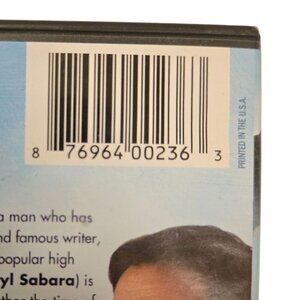 8 76964 00236 3
PRINTED IN THE U.S.A.
a man who has
nd famous writer,
popular high
yl Sabara) is